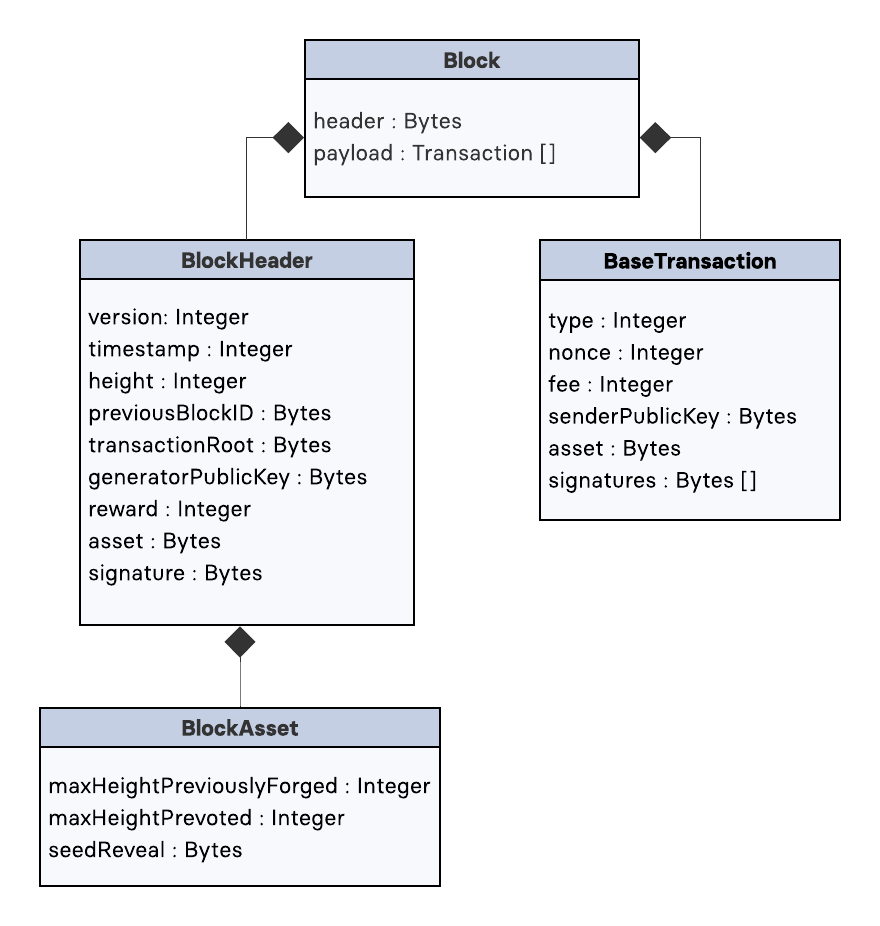 Block
header : Bytes
payload : Transaction []
BlockHeader
version: Integer
timestamp : Integer
height : Integer
previousBlockID : Bytes
transactionRoot : Bytes
generatorPublicKey : Bytes
reward : Integer
asset : Bytes
signature : Bytes
BaseTransaction
type : Integer
nonce : Integer
fee : Integer
senderPublicKey : Bytes
asset : Bytes
signatures : Bytes []
BlockAsset
maxHeightPreviouslyForged : Integer
maxHeightPrevoted : Integer
seedReveal : Bytes